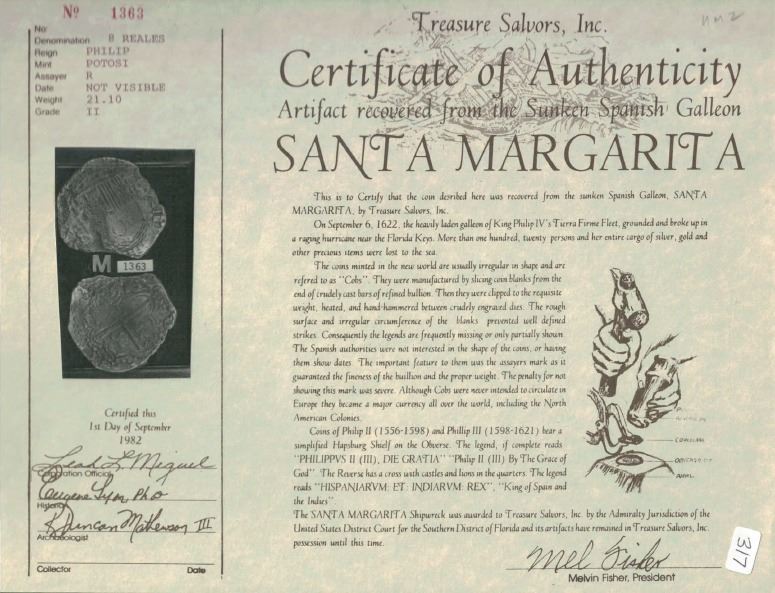 Nº 1363
No
Denomination 8 REALES
Reign PHILIP
Mint POTOSI
Assayer R
Date NOT VISIBLE
Weight 21.10
Grade II
M 1363
Certified this
1st Day of September
1982
Leah L Miguel
Corporation Official
Eugene Lyon PhD
Historian
R Duncan Mathewson III
Archaeologist
Collector Date
Treasure Salvors, Inc.
Certificate of Authenticity
Artifact recovered from the Sunken Spanish Galleon
SANTA MARGARITA
This is to Certify that the coin desribed here was recovered from the sunken Spanish Galleon, SANTA
MARGARITA, by Treasure Salvors, Inc.
On September 6, 1622, the heavily laden galleon of King Philip IV's Tierra Firme Fleet, grounded and broke up in
a raging hurricane near the Florida Keys. More than one hundred, twenty persons and her entire cargo of silver, gold and
other precious items were lost to the sea.
The coins minted in the new world are usually irregular in shape and are
refered to as "Cobs". They were manufactured by slicing coin blanks from the
end of crudely cast bars of refined bullion. Then they were clipped to the requisite
weight, heated, and hand-hammered between crudely engraved dies. The rough
surface and irregular circumference of the blanks prevented well defined
strikes. Consequently the legends are frequently missing or only partially shown.
The Spanish authorities were not interested in the shape of the coins, or having
them show dates. The important feature to them was the assayers mark as it
guaranteed the fineness of the buillion and the proper weight. The penalty for not
showing this mark was severe. Although Cobs were never intended to circulate in
Europe they became a major currency all over the world, including the North
American Colonies.
Coins of Philip II (1556-1598) and Phillip III (1598-1621) bear a
simplified Hapsburg Shielf on the Obverse. The legend, if complete reads
"PHILIPPVS II (III), DIE GRATIA" "Philip II (III) By The Grace of
God". The Reverse has a cross with castles and lions in the quarters. The legend
reads "HISPANIARVM: ET: INDIARVM: REX", "King of Spain and
the Indies".
The SANTA MARGARITA Shipwreck was awarded to Treasure Salvors, Inc. by the Admiralty Jurisdiction of the
United States District Court for the Southern District of Florida and its artifacts have remained in Treasure Salvors, Inc.
possession until this time.
Mel Fisher
Melvin Fisher, President
317